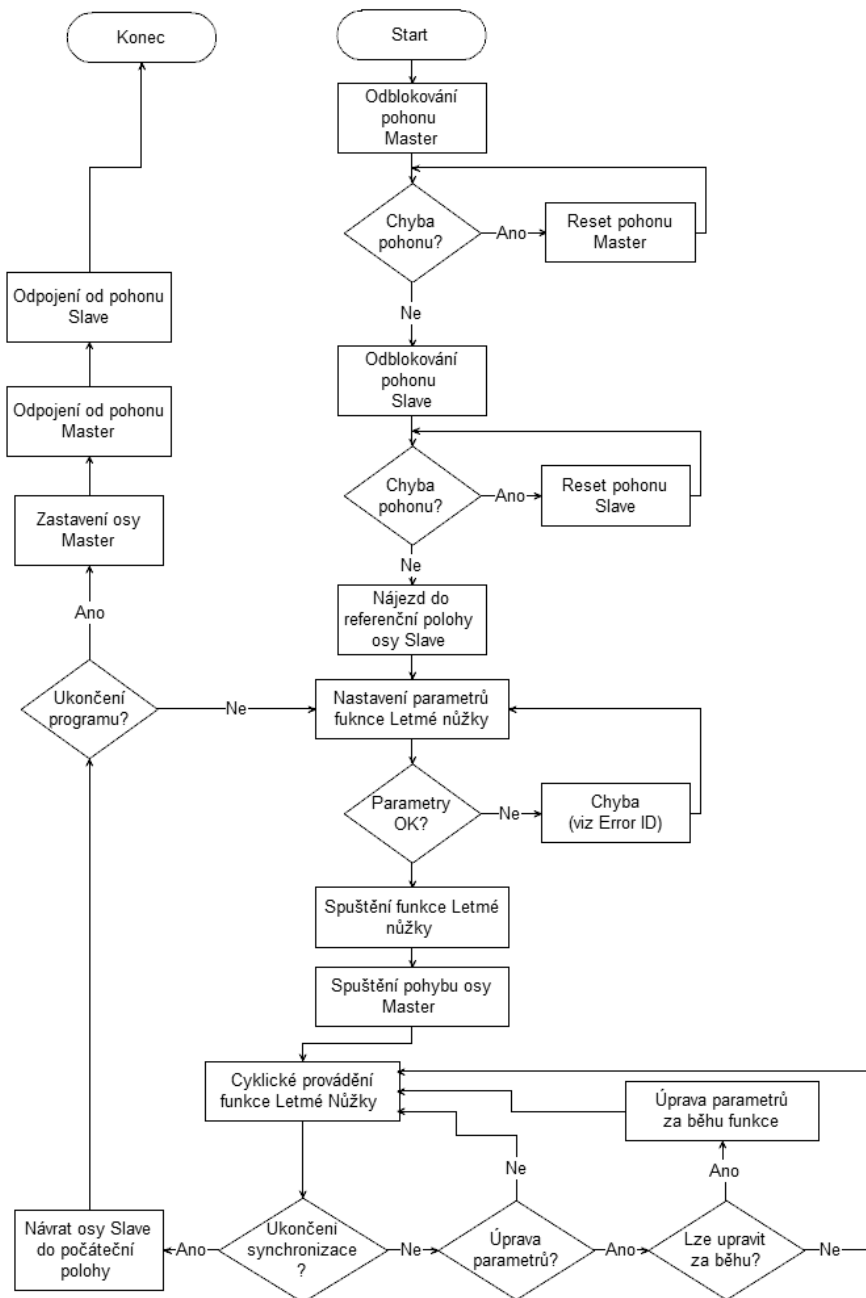 Konec
Start
Odblokování
pohonu
Master
Chyba
pohonu?
Ano
Reset pohonu
Master
Ne
Odpojení od pohonu
Slave
Odblokování
pohonu
Slave
Odpojení od pohonu
Master
Chyba
pohonu?
Ano
Reset pohonu
Slave
Zastavení osy
Master
Ne
Ano
Nájezd do
referenční polohy
osy Slave
Ukončení
programu?
Ne
Nastavení parametrů
fuknce Letmé nůžky
Parametry
OK?
Ne
Chyba
(viz Error ID)
Ano
Spuštění funkce Letmé
nůžky
Spuštění pohybu osy
Master
Cyklické provádění
funkce Letmé Nůžky
Úprava parametrů
za běhu funkce
Ne
Ano
Návrat osy Slave
do počáteční
polohy
Ano
Ukončeni
synchronizace
?
Ne
Úprava
parametrů?
Ano
Lze upravit
za běhu?
Ne